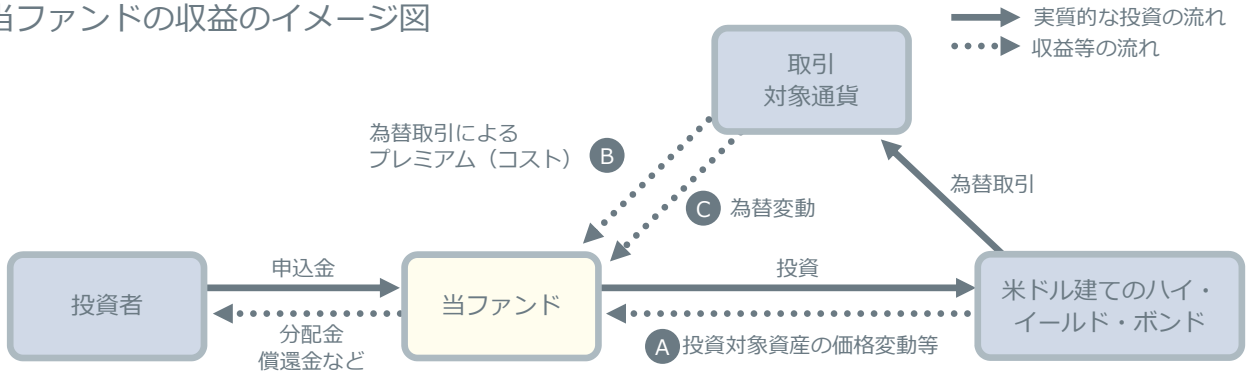 当ファンドの収益のイメージ図
実質的な投資の流れ
収益等の流れ
取引
対象通貨
為替取引による
プレミアム（コスト）
B
C
為替変動
為替取引
投資者
申込金
分配金
償還金など
当ファンド
投資
A
投資対象資産の価格変動等
米ドル建てのハイ・
イールド・ボンド